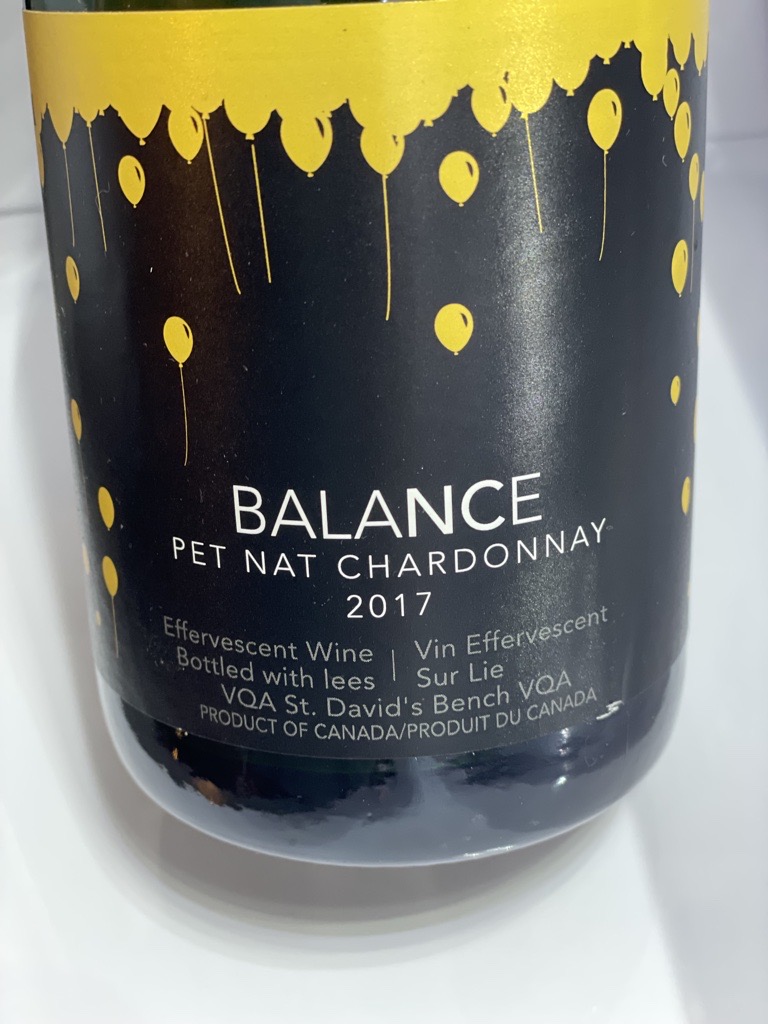 BALANCE
PET NAT CHARDONNAY
2017
Effervescent Wine | Vin Effervescent
Bottled with lees | Sur Lie
VQA St. David's Bench VQA
PRODUCT OF CANADA/PRODUIT DU CANADA